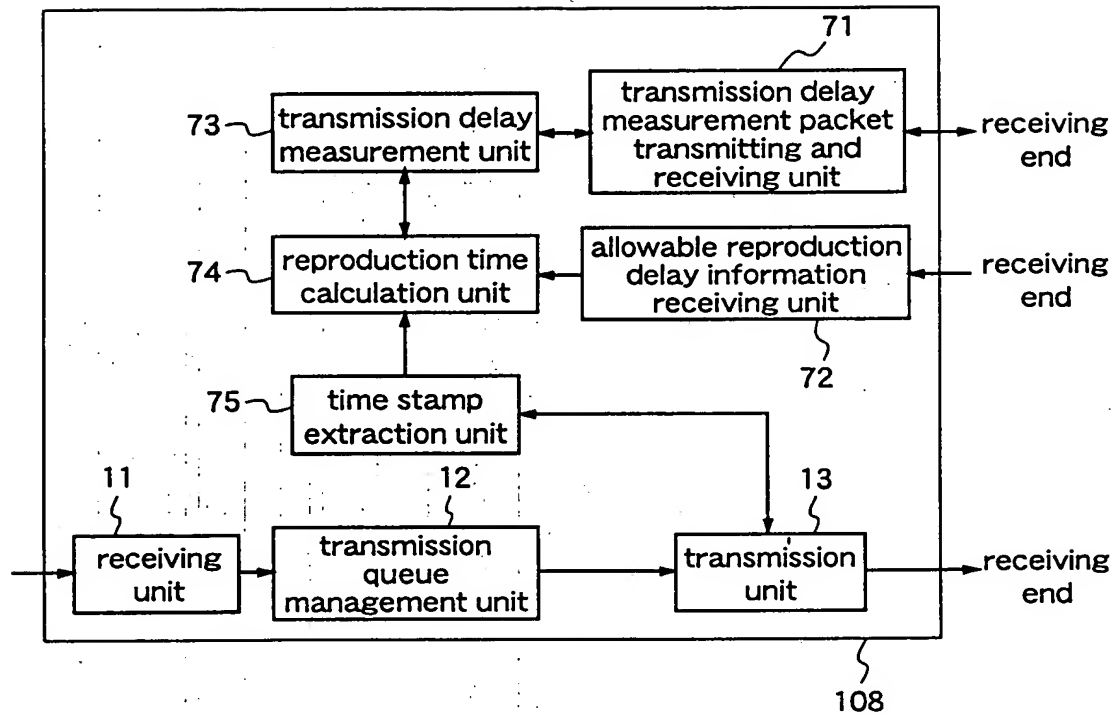 71
73
transmission delay
measurement unit
transmission delay
measurement packet
transmitting and
receiving unit
receiving
end
74
reproduction time
calculation unit
allowable reproduction
delay information
receiving unit
receiving
end
72
75
time stamp
extraction unit
11
12
13
receiving
unit
transmission
queue
management unit
transmission
unit
receiving
end
108